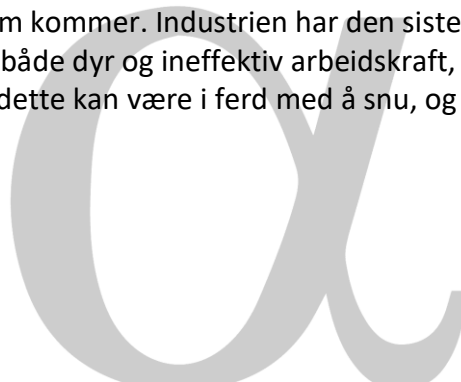 m kommer. Industrien har den siste
både dyr og ineffektiv arbeidskraft,
dette kan være i ferd med å snu, og